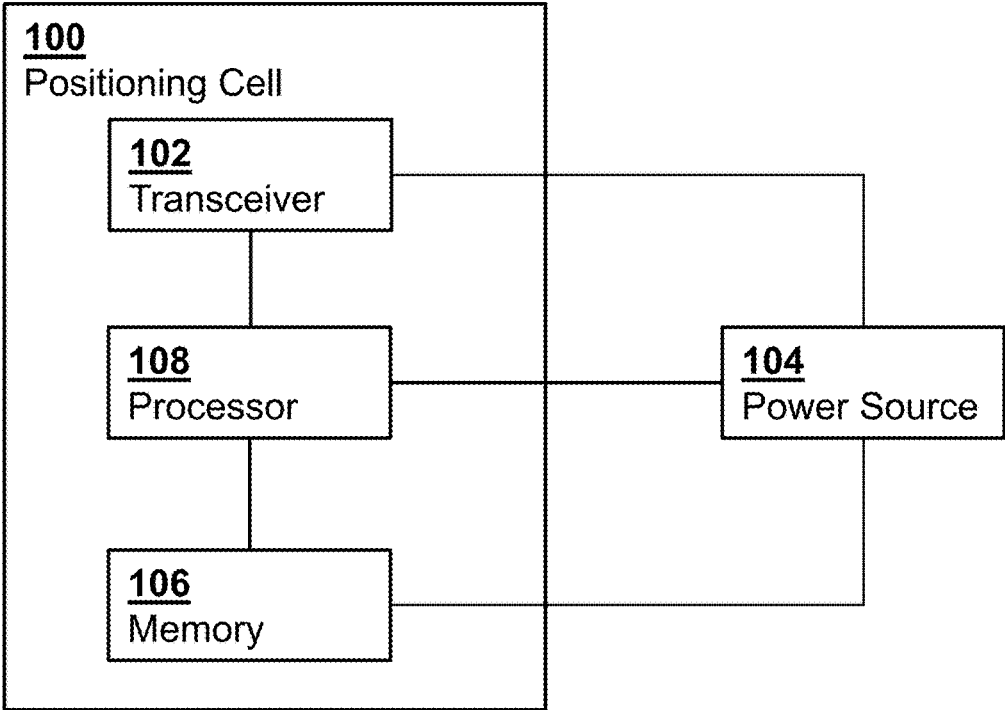 100
Positioning Cell
102
Transceiver
108
Processor
104
Power Source
106
Memory